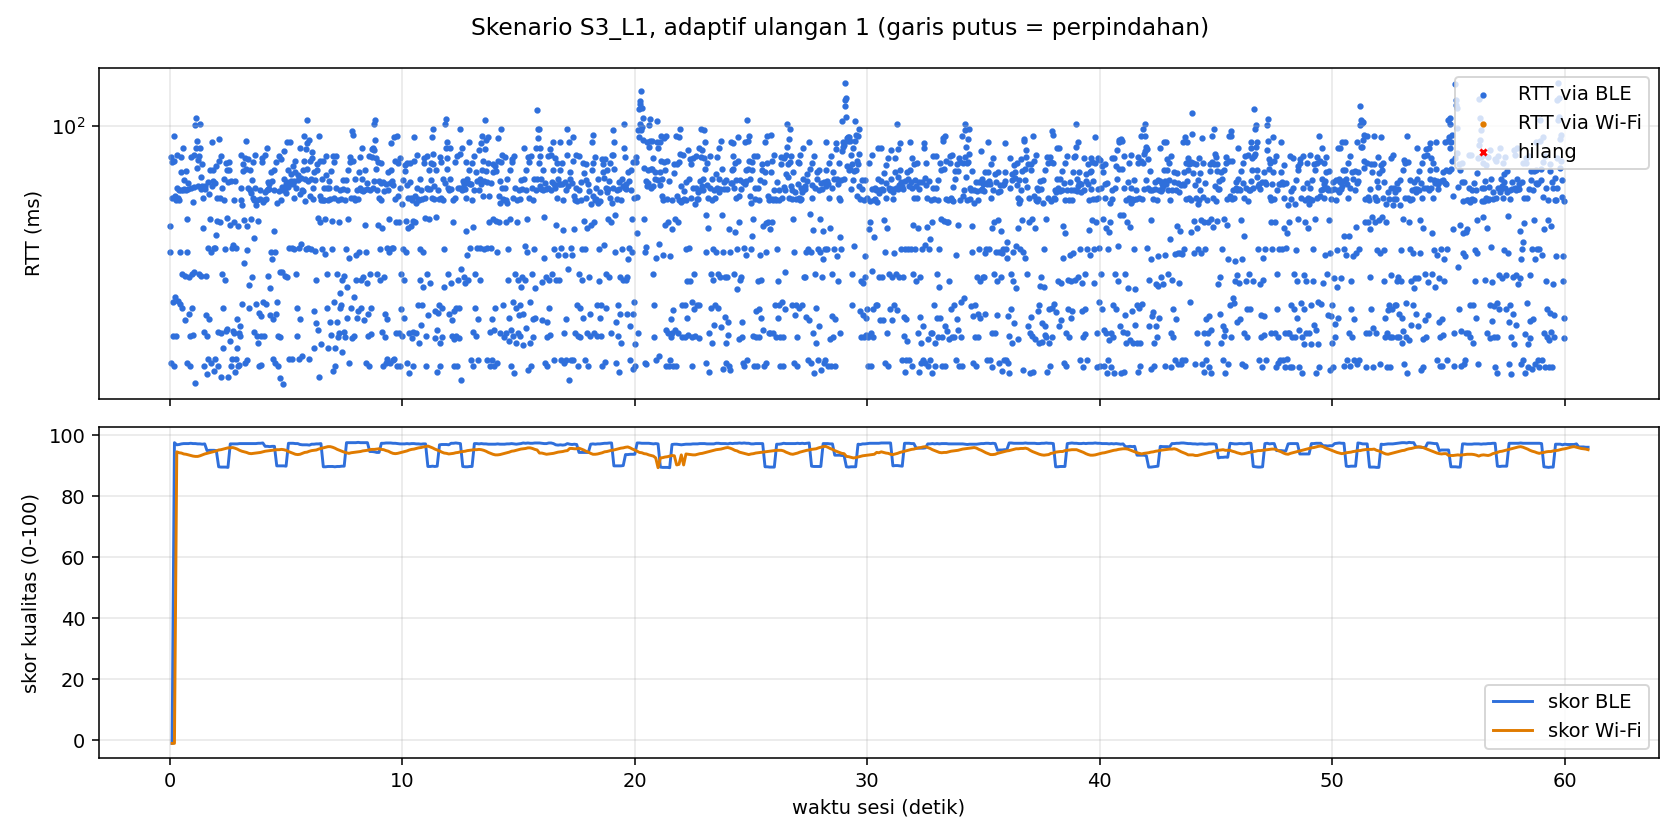 Skenario S3_L1, adaptif ulangan 1 (garis putus = perpindahan)
RTT (ms)
10²
RTT via BLE
RTT via Wi-Fi
hilang
skor kualitas (0-100)
100
80
60
40
20
0
skor BLE
skor Wi-Fi
0 10 20 30 40 50 60
waktu sesi (detik)